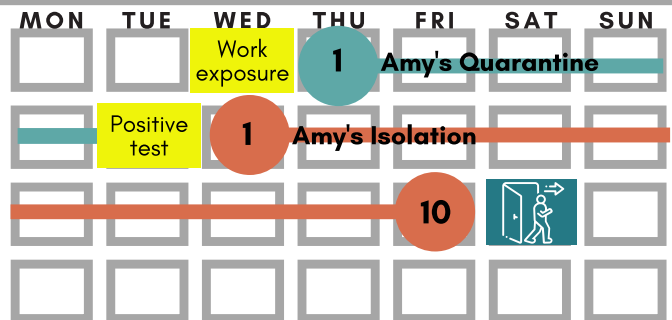 MON TUE WED THU FRI SAT SUN
Work
exposure
1
Amy's Quarantine
Positive
test
1
Amy's Isolation
10